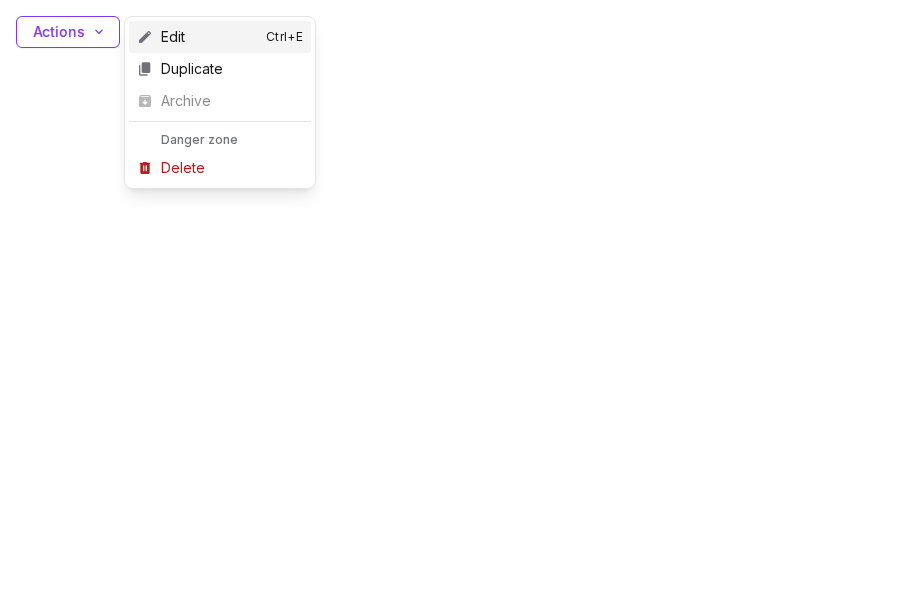 Actions
Edit Ctrl+E
Duplicate
Archive
Danger zone
Delete